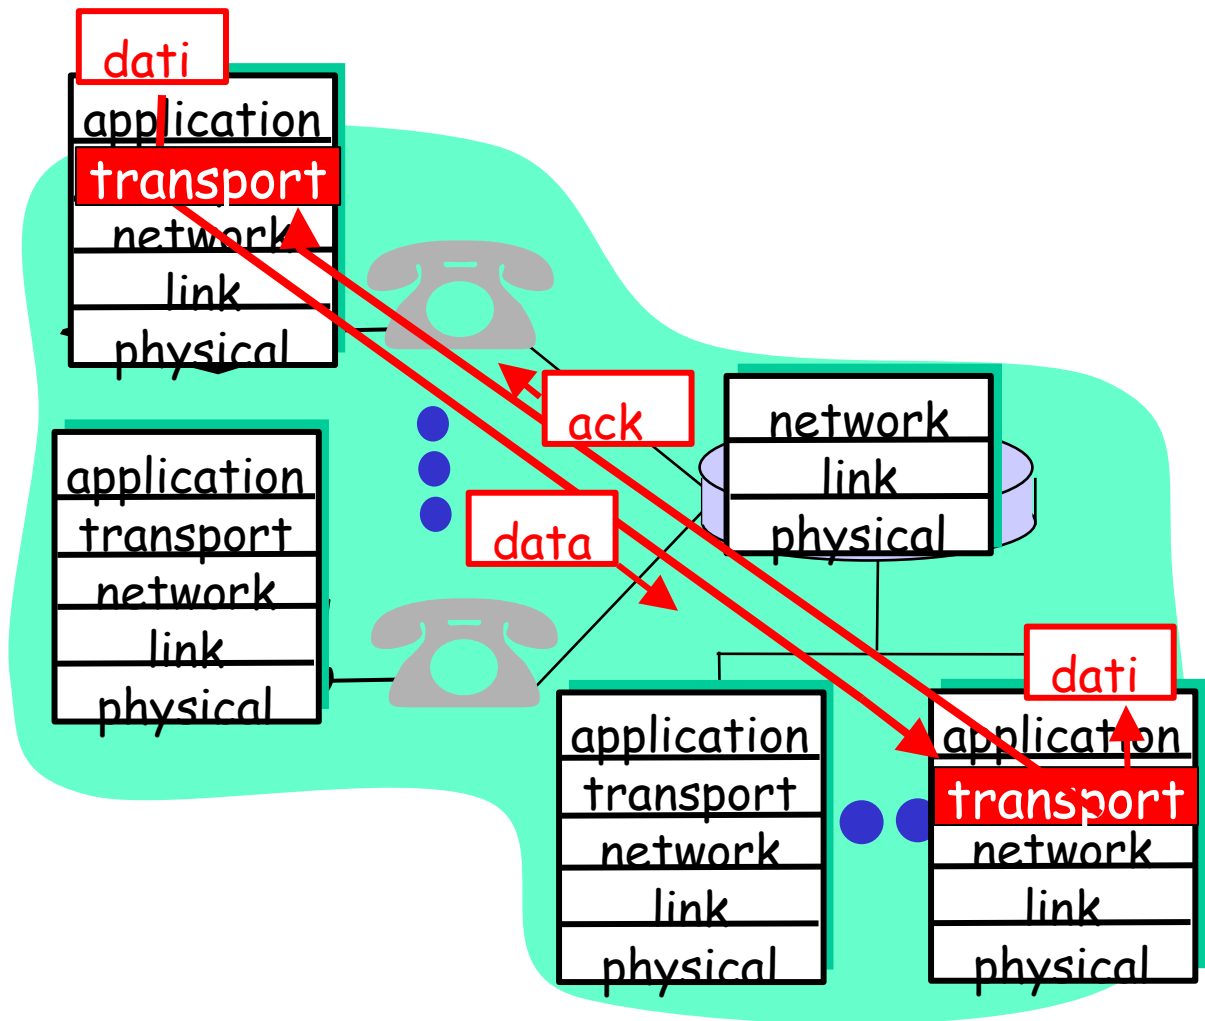 dati
application
transport
network
link
physical
ack
network
link
physical
application
transport
network
link
physical
data
dati
application
transport
network
link
physical
application
transport
network
link
physical